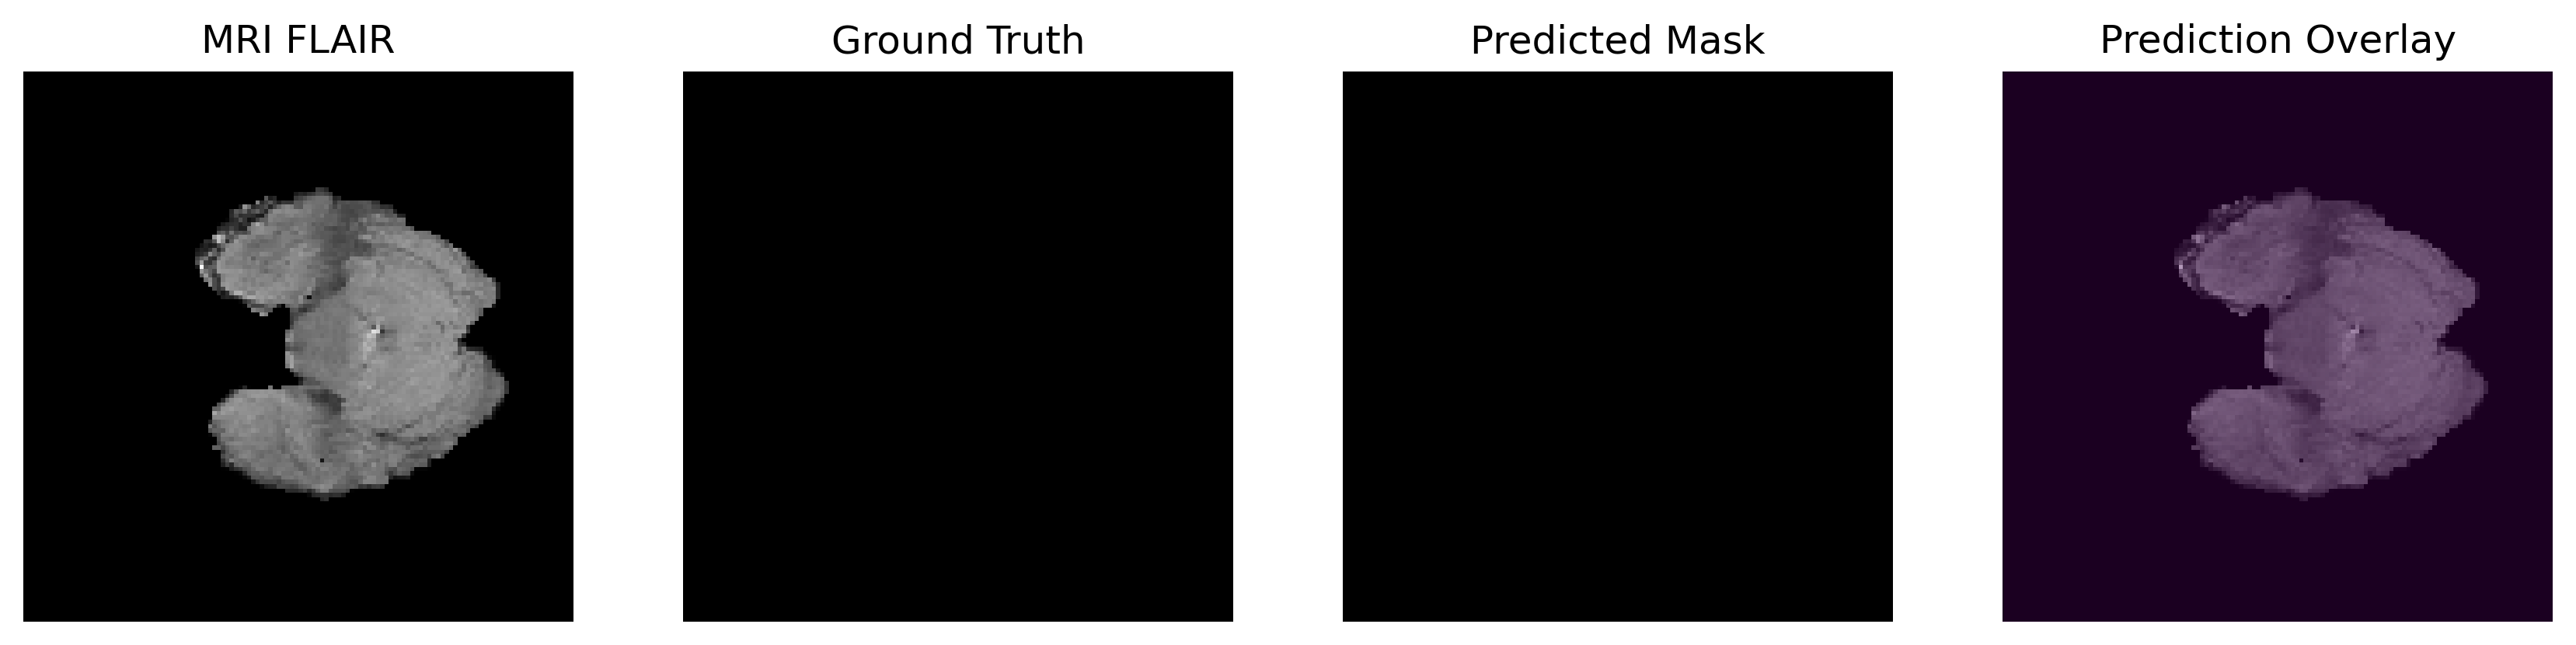 MRI FLAIR
Ground Truth
Predicted Mask
Prediction Overlay